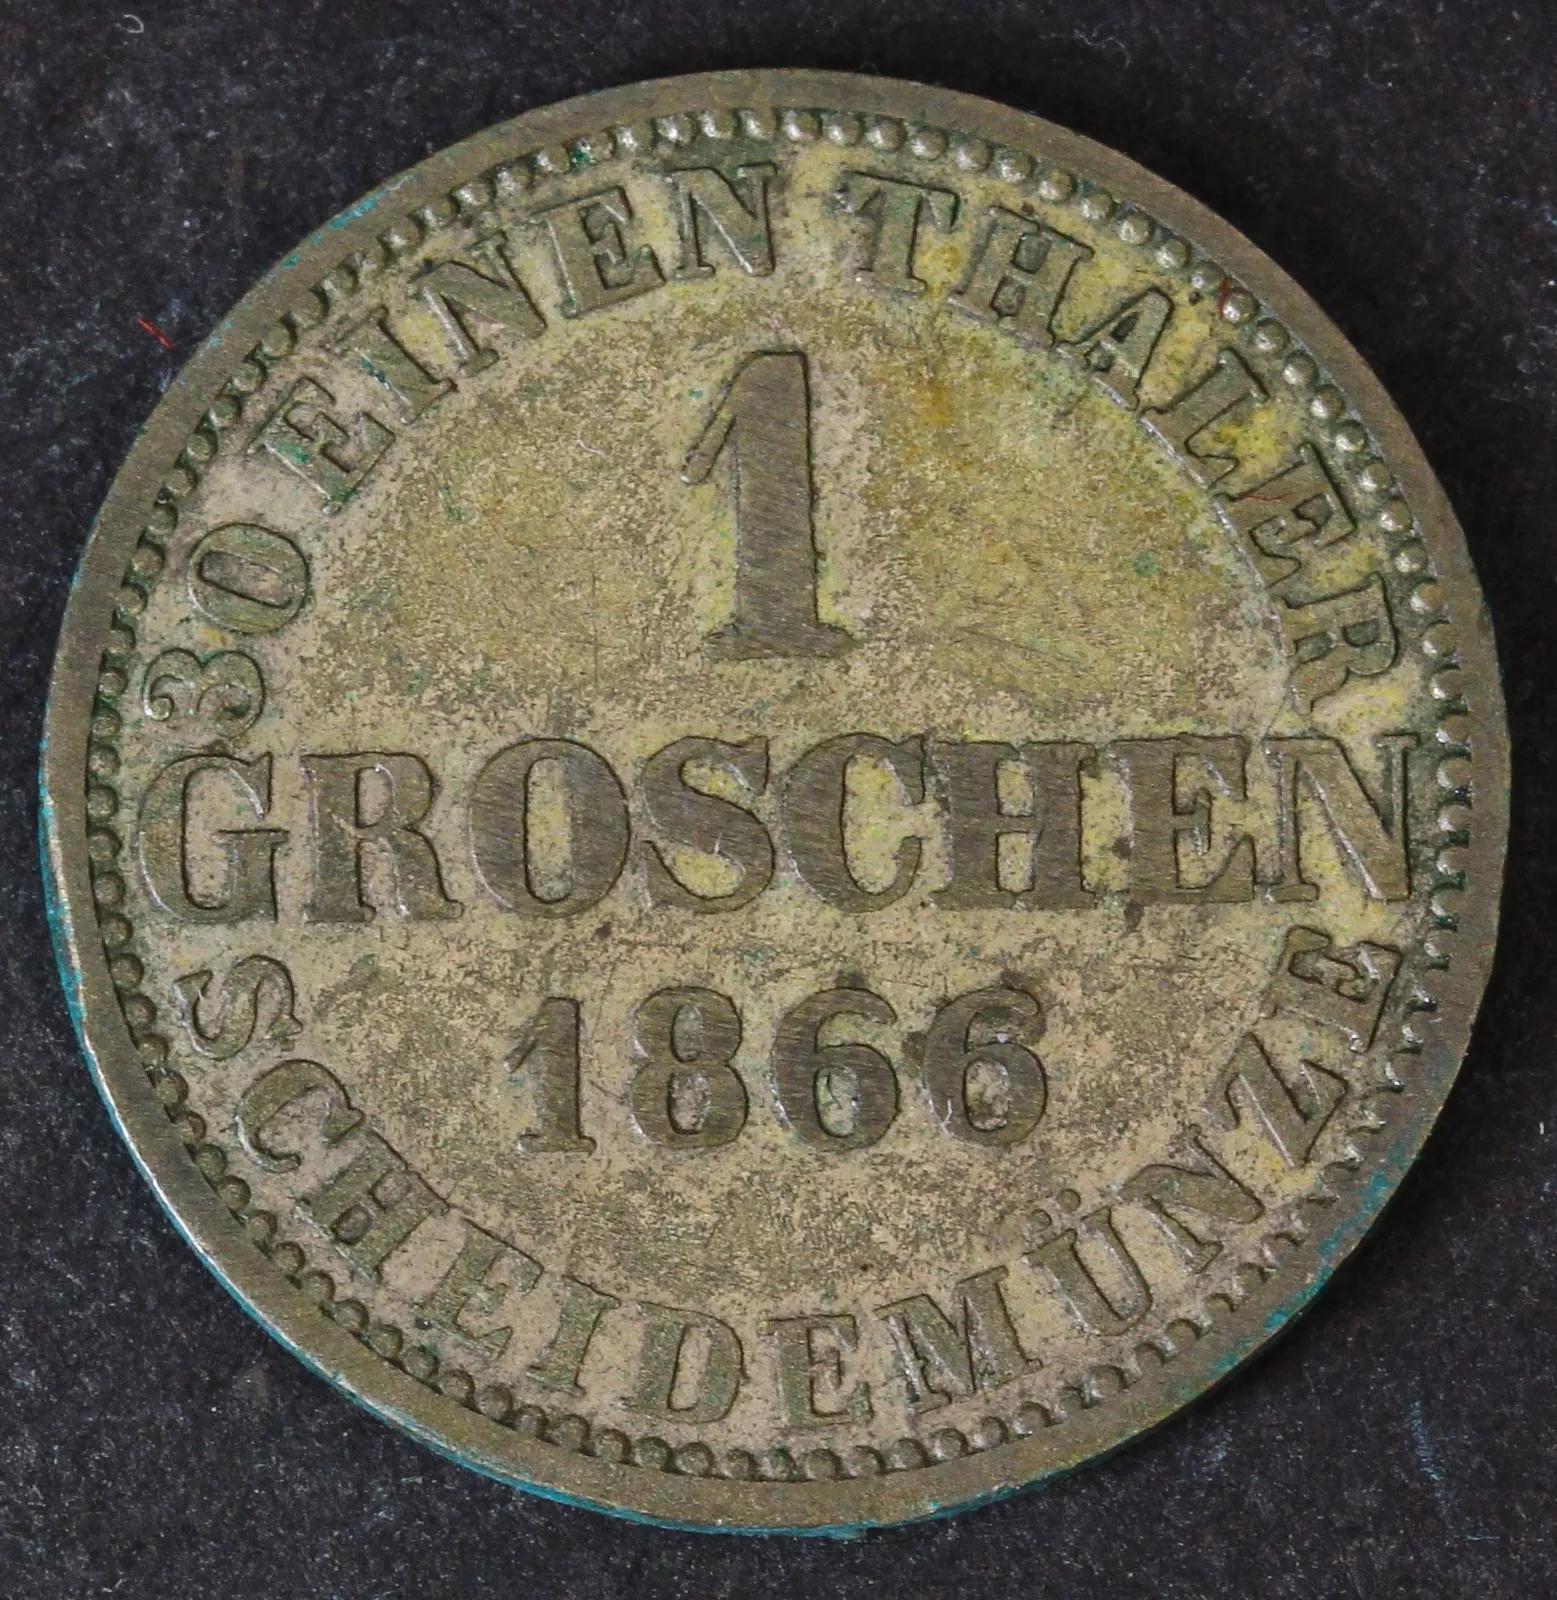 30 EINEN THALER
1
GROSCHEN
1866
SCHEIDEMÜNZE